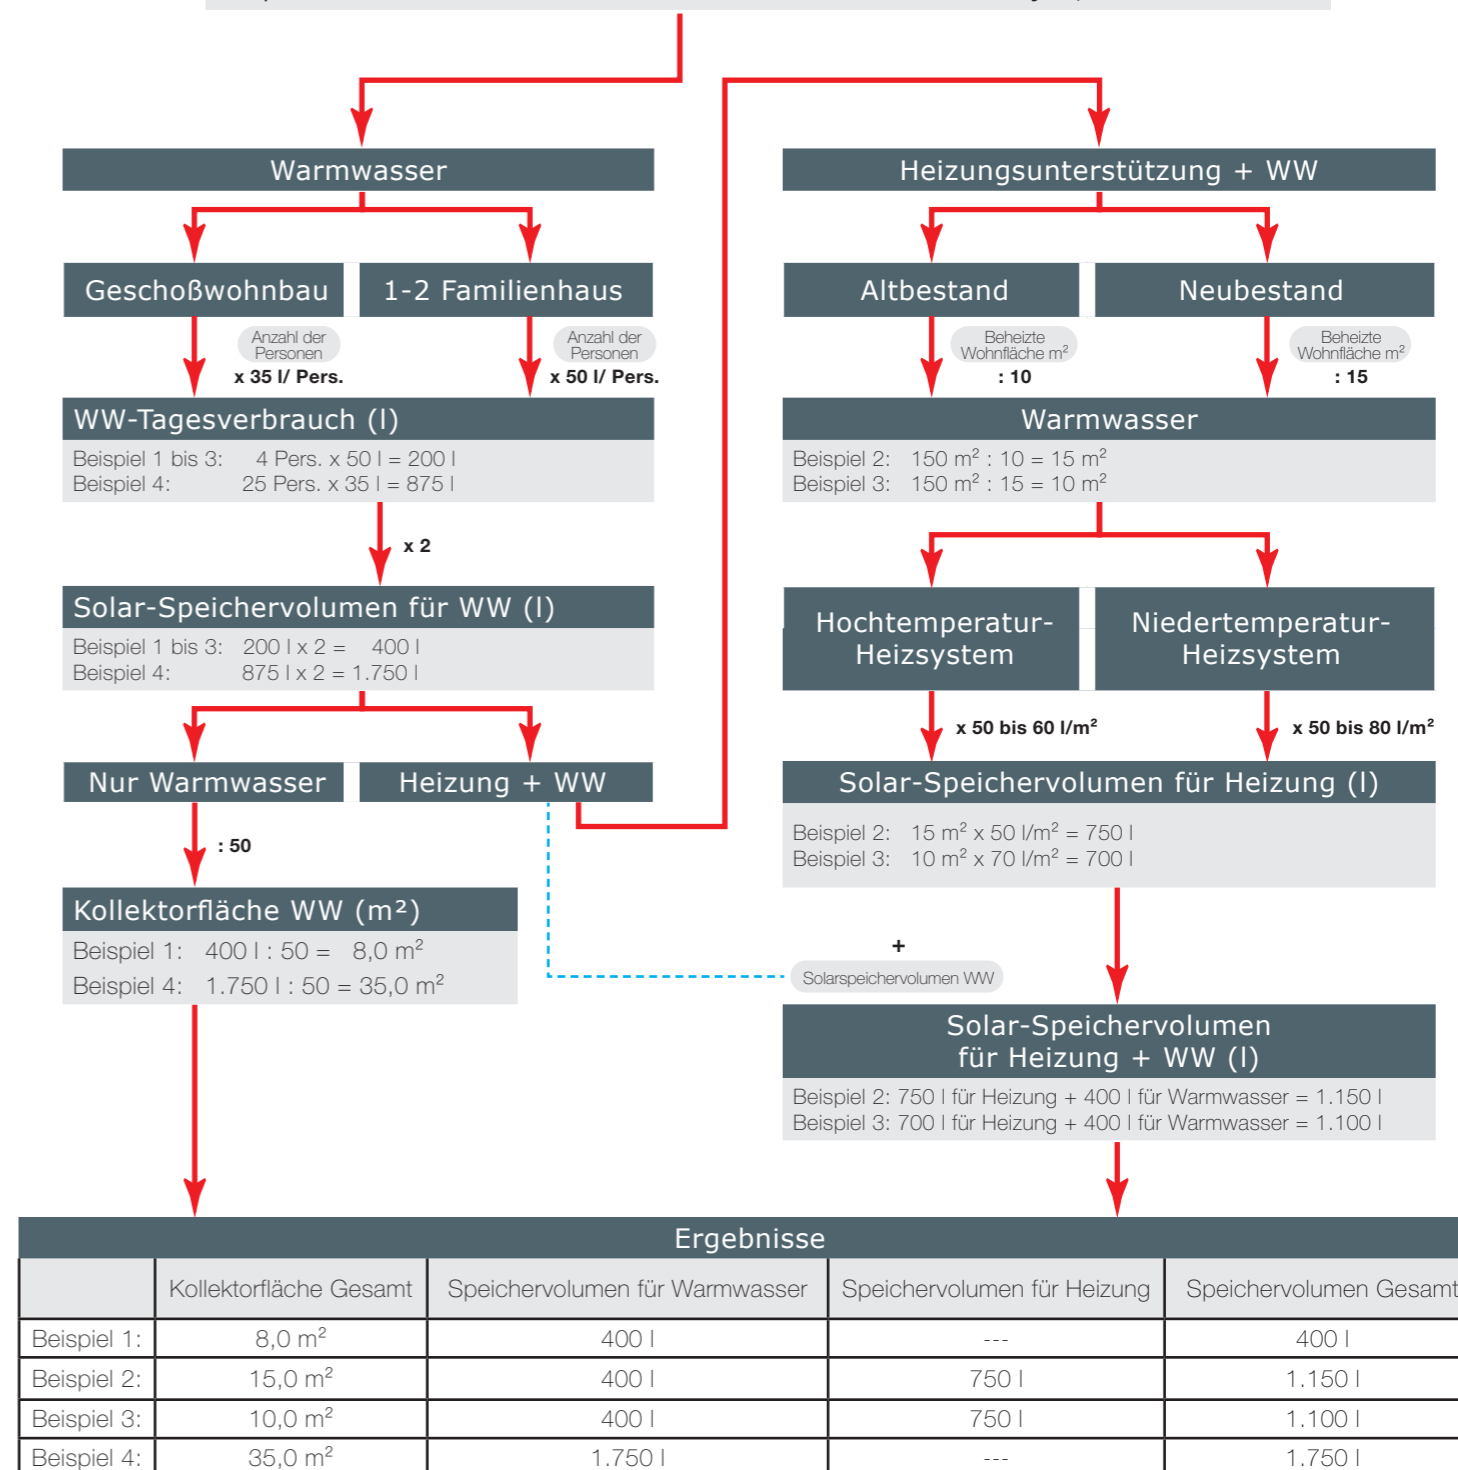 Warmwasser
Geschoßwohnbau
1-2 Familienhaus
Anzahl der
Personen
x 35 l/ Pers.
Anzahl der
Personen
x 50 l/ Pers.
WW-Tagesverbrauch (l)
Beispiel 1 bis 3: 4 Pers. x 50 l = 200 l
Beispiel 4: 25 Pers. x 35 l = 875 l
x 2
Solar-Speichervolumen für WW (l)
Beispiel 1 bis 3: 200 l x 2 = 400 l
Beispiel 4: 875 l x 2 = 1.750 l
Nur Warmwasser
Heizung + WW
: 50
Kollektorfläche WW (m²)
Beispiel 1: 400 l : 50 = 8,0 m²
Beispiel 4: 1.750 l : 50 = 35,0 m²
Heizungsunterstützung + WW
Altbestand
Neubestand
Beheizte
Wohnfläche m²
: 10
Beheizte
Wohnfläche m²
: 15
Warmwasser
Beispiel 2: 150 m² : 10 = 15 m²
Beispiel 3: 150 m² : 15 = 10 m²
Hochtemperatur-
Heizsystem
Niedertemperatur-
Heizsystem
x 50 bis 60 l/m²
x 50 bis 80 l/m²
Solar-Speichervolumen für Heizung (l)
Beispiel 2: 15 m² x 50 l/m² = 750 l
Beispiel 3: 10 m² x 70 l/m² = 700 l
+
Solarspeichervolumen WW
Solar-Speichervolumen
für Heizung + WW (l)
Beispiel 2: 750 l für Heizung + 400 l für Warmwasser = 1.150 l
Beispiel 3: 700 l für Heizung + 400 l für Warmwasser = 1.100 l
Ergebnisse
Kollektorfläche Gesamt Speichervolumen für Warmwasser Speichervolumen für Heizung Speichervolumen Gesamt
Beispiel 1: 8,0 m² 400 l --- 400 l
Beispiel 2: 15,0 m² 400 l 750 l 1.150 l
Beispiel 3: 10,0 m² 400 l 750 l 1.100 l
Beispiel 4: 35,0 m² 1.750 l --- 1.750 l